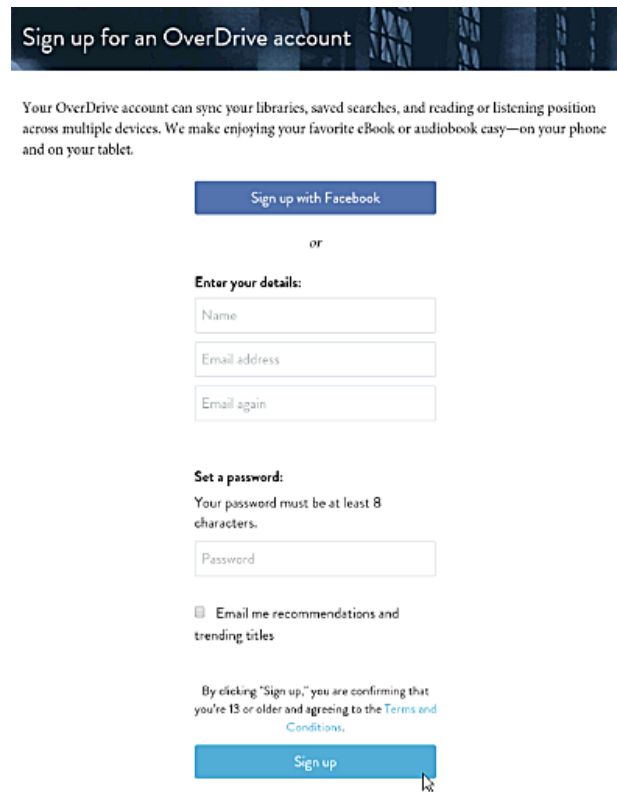 Sign up for an OverDrive account
Your OverDrive account can sync your libraries, saved searches, and reading or listening position
across multiple devices. We make enjoying your favorite eBook or audiobook easy—on your phone
and on your tablet.
Sign up with Facebook
or
Enter your details:
Name
Email address
Email again
Set a password:
Your password must be at least 8
characters.
Password
Email me recommendations and
trending titles
By clicking "Sign up," you are confirming that
you're 13 or older and agreeing to the Terms and
Conditions.
Sign up